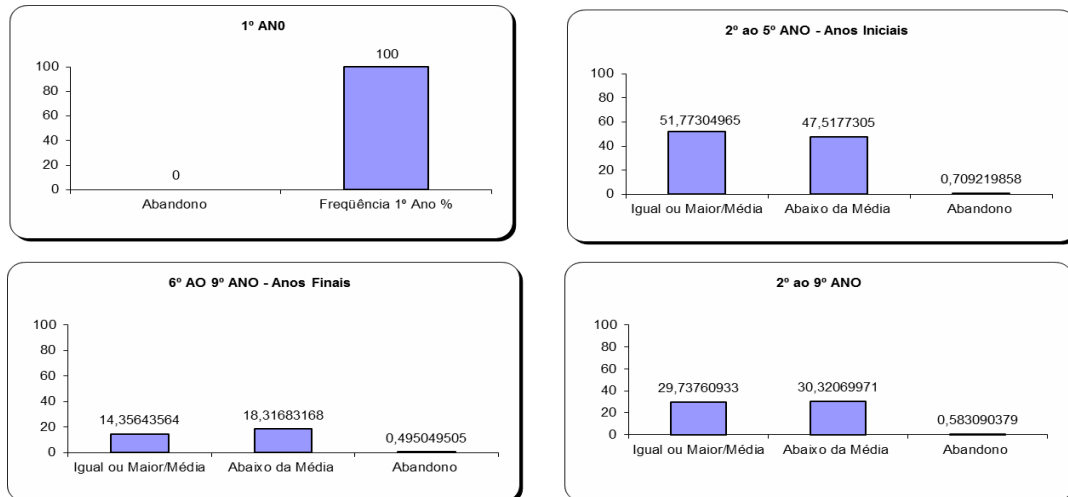 1º AN0
100
100
80
60
40
20
0
0
Abandono
Freqüência 1º Ano %
2º ao 5º ANO - Anos Iniciais
100
80
60
40
20
0
51,77304965
47,5177305
0,709219858
Igual ou Maior/Média
Abaixo da Média
Abandono
6º AO 9º ANO - Anos Finais
100
80
60
40
20
0
14,35643564
18,31683168
0,495049505
Igual ou Maior/Média
Abaixo da Média
Abandono
2º ao 9º ANO
100
80
60
40
20
0
29,73760933
30,32069971
0,583090379
Igual ou Maior/Média
Abaixo da Média
Abandono